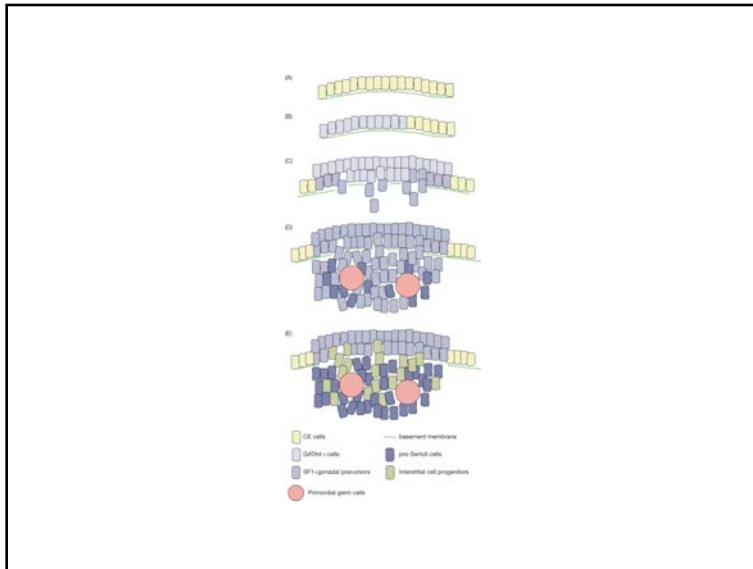 (A)
(B)
(C)
(D)
(E)
CE cells
basement membrane
GATA4+cells
pre-Sertoli cells
SF1+gonadal precursors
interstitial cell progenitors
Primordial germ cells